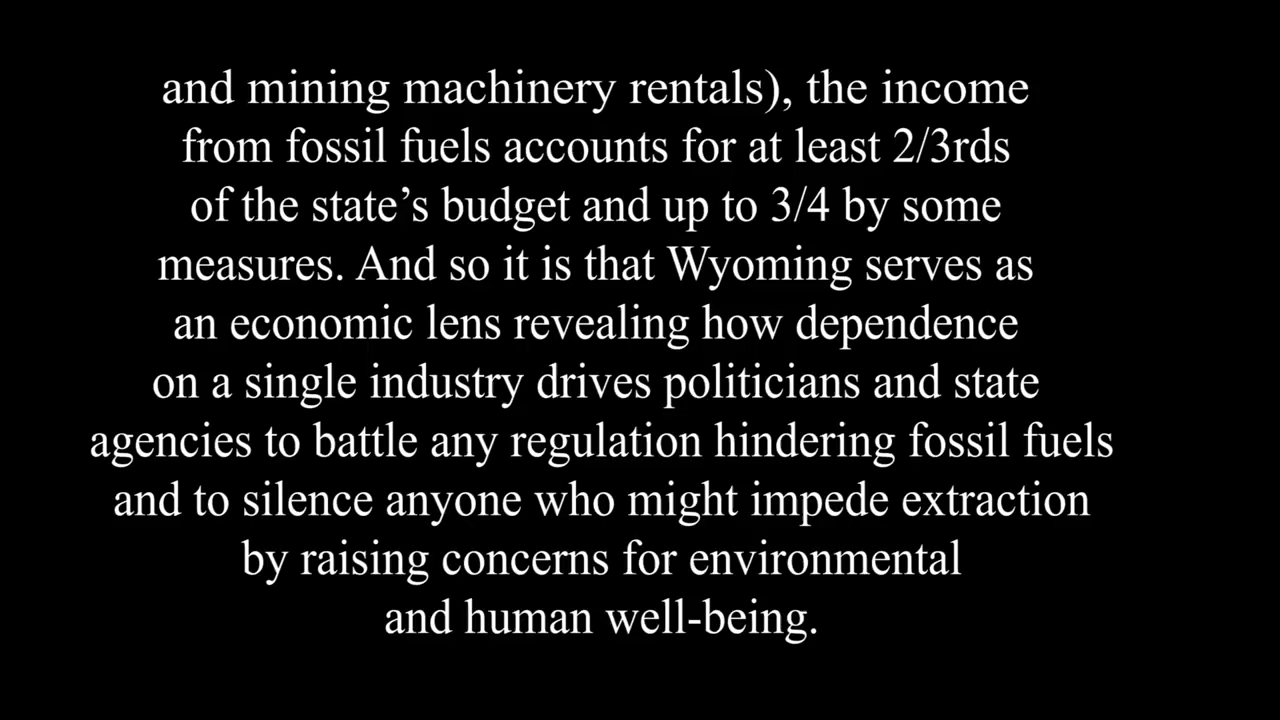 and mining machinery rentals), the income
from fossil fuels accounts for at least 2/3rds
of the state’s budget and up to 3/4 by some
measures. And so it is that Wyoming serves as
an economic lens revealing how dependence
on a single industry drives politicians and state
agencies to battle any regulation hindering fossil fuels
and to silence anyone who might impede extraction
by raising concerns for environmental
and human well-being.